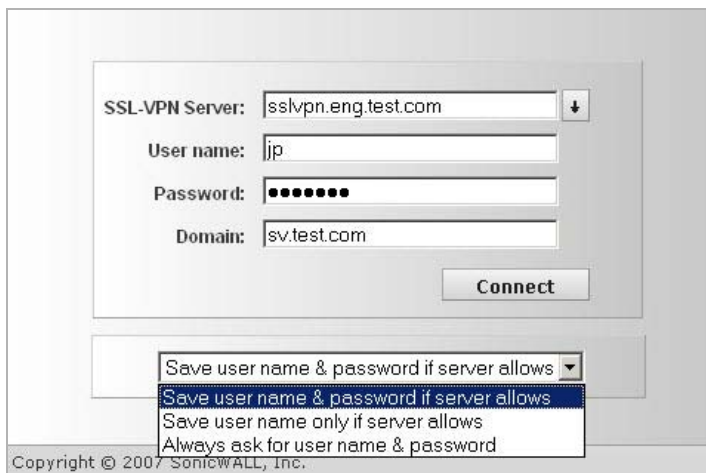 SSL-VPN Server: sslvpn.eng.test.com
User name: jp
Password: ●●●●●●●
Domain: sv.test.com
Connect
Save user name & password if server allows
Save user name & password if server allows
Save user name only if server allows
Always ask for user name & password
Copyright © 2007 SonicWALL, Inc.